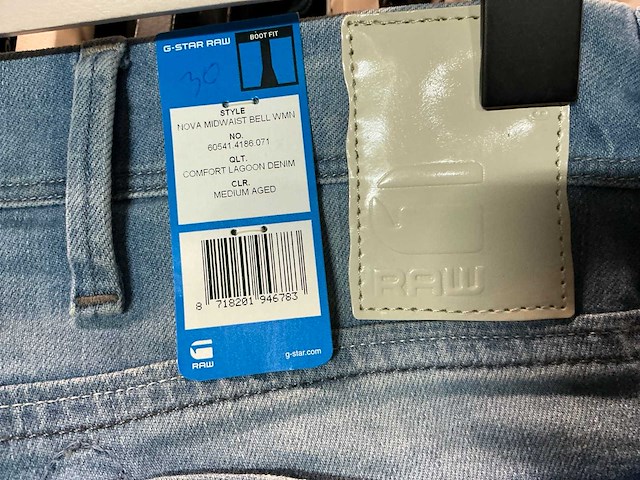 G-STAR RAW
BOOT FIT
30
STYLE
NOVA MIDWAIST BELL WMN
NO.
60541.4186.071
QLT.
COMFORT LAGOON DENIM
CLR.
MEDIUM AGED
8 718201 946783
RAW
g-star.com
RAW